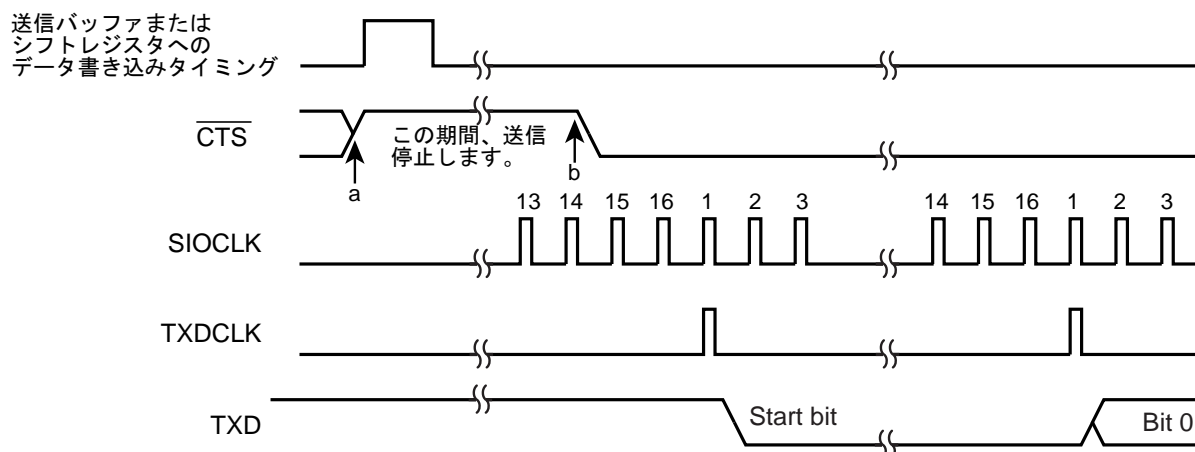 送信バッファまたは
シフトレジスタへの
データ書き込みタイミング
CTS
この期間、送信
停止します。
a
b
13 14 15 16 1 2 3 14 15 16 1 2 3
SIOCLK
TXDCLK
TXD
Start bit
Bit 0